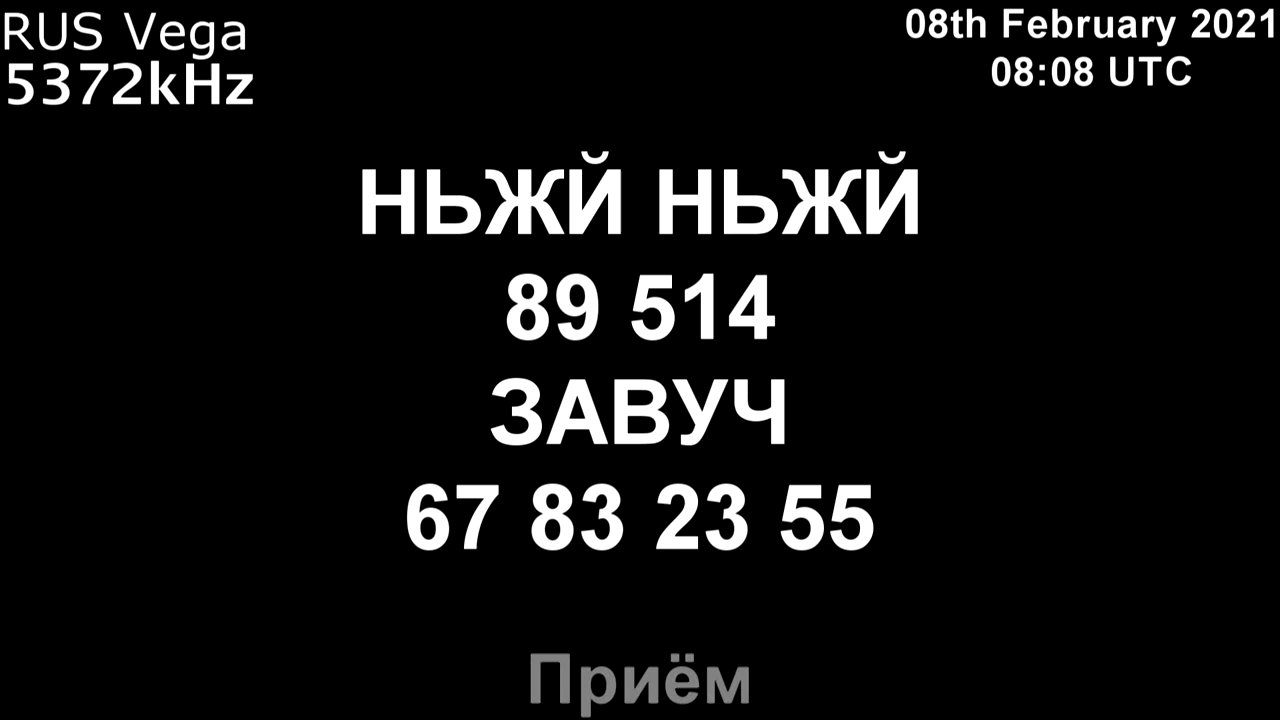 RUS Vega
5372kHz
08th February 2021
08:08 UTC
НЬЖЙ НЬЖЙ
89 514
ЗАВУЧ
67 83 23 55
Приём